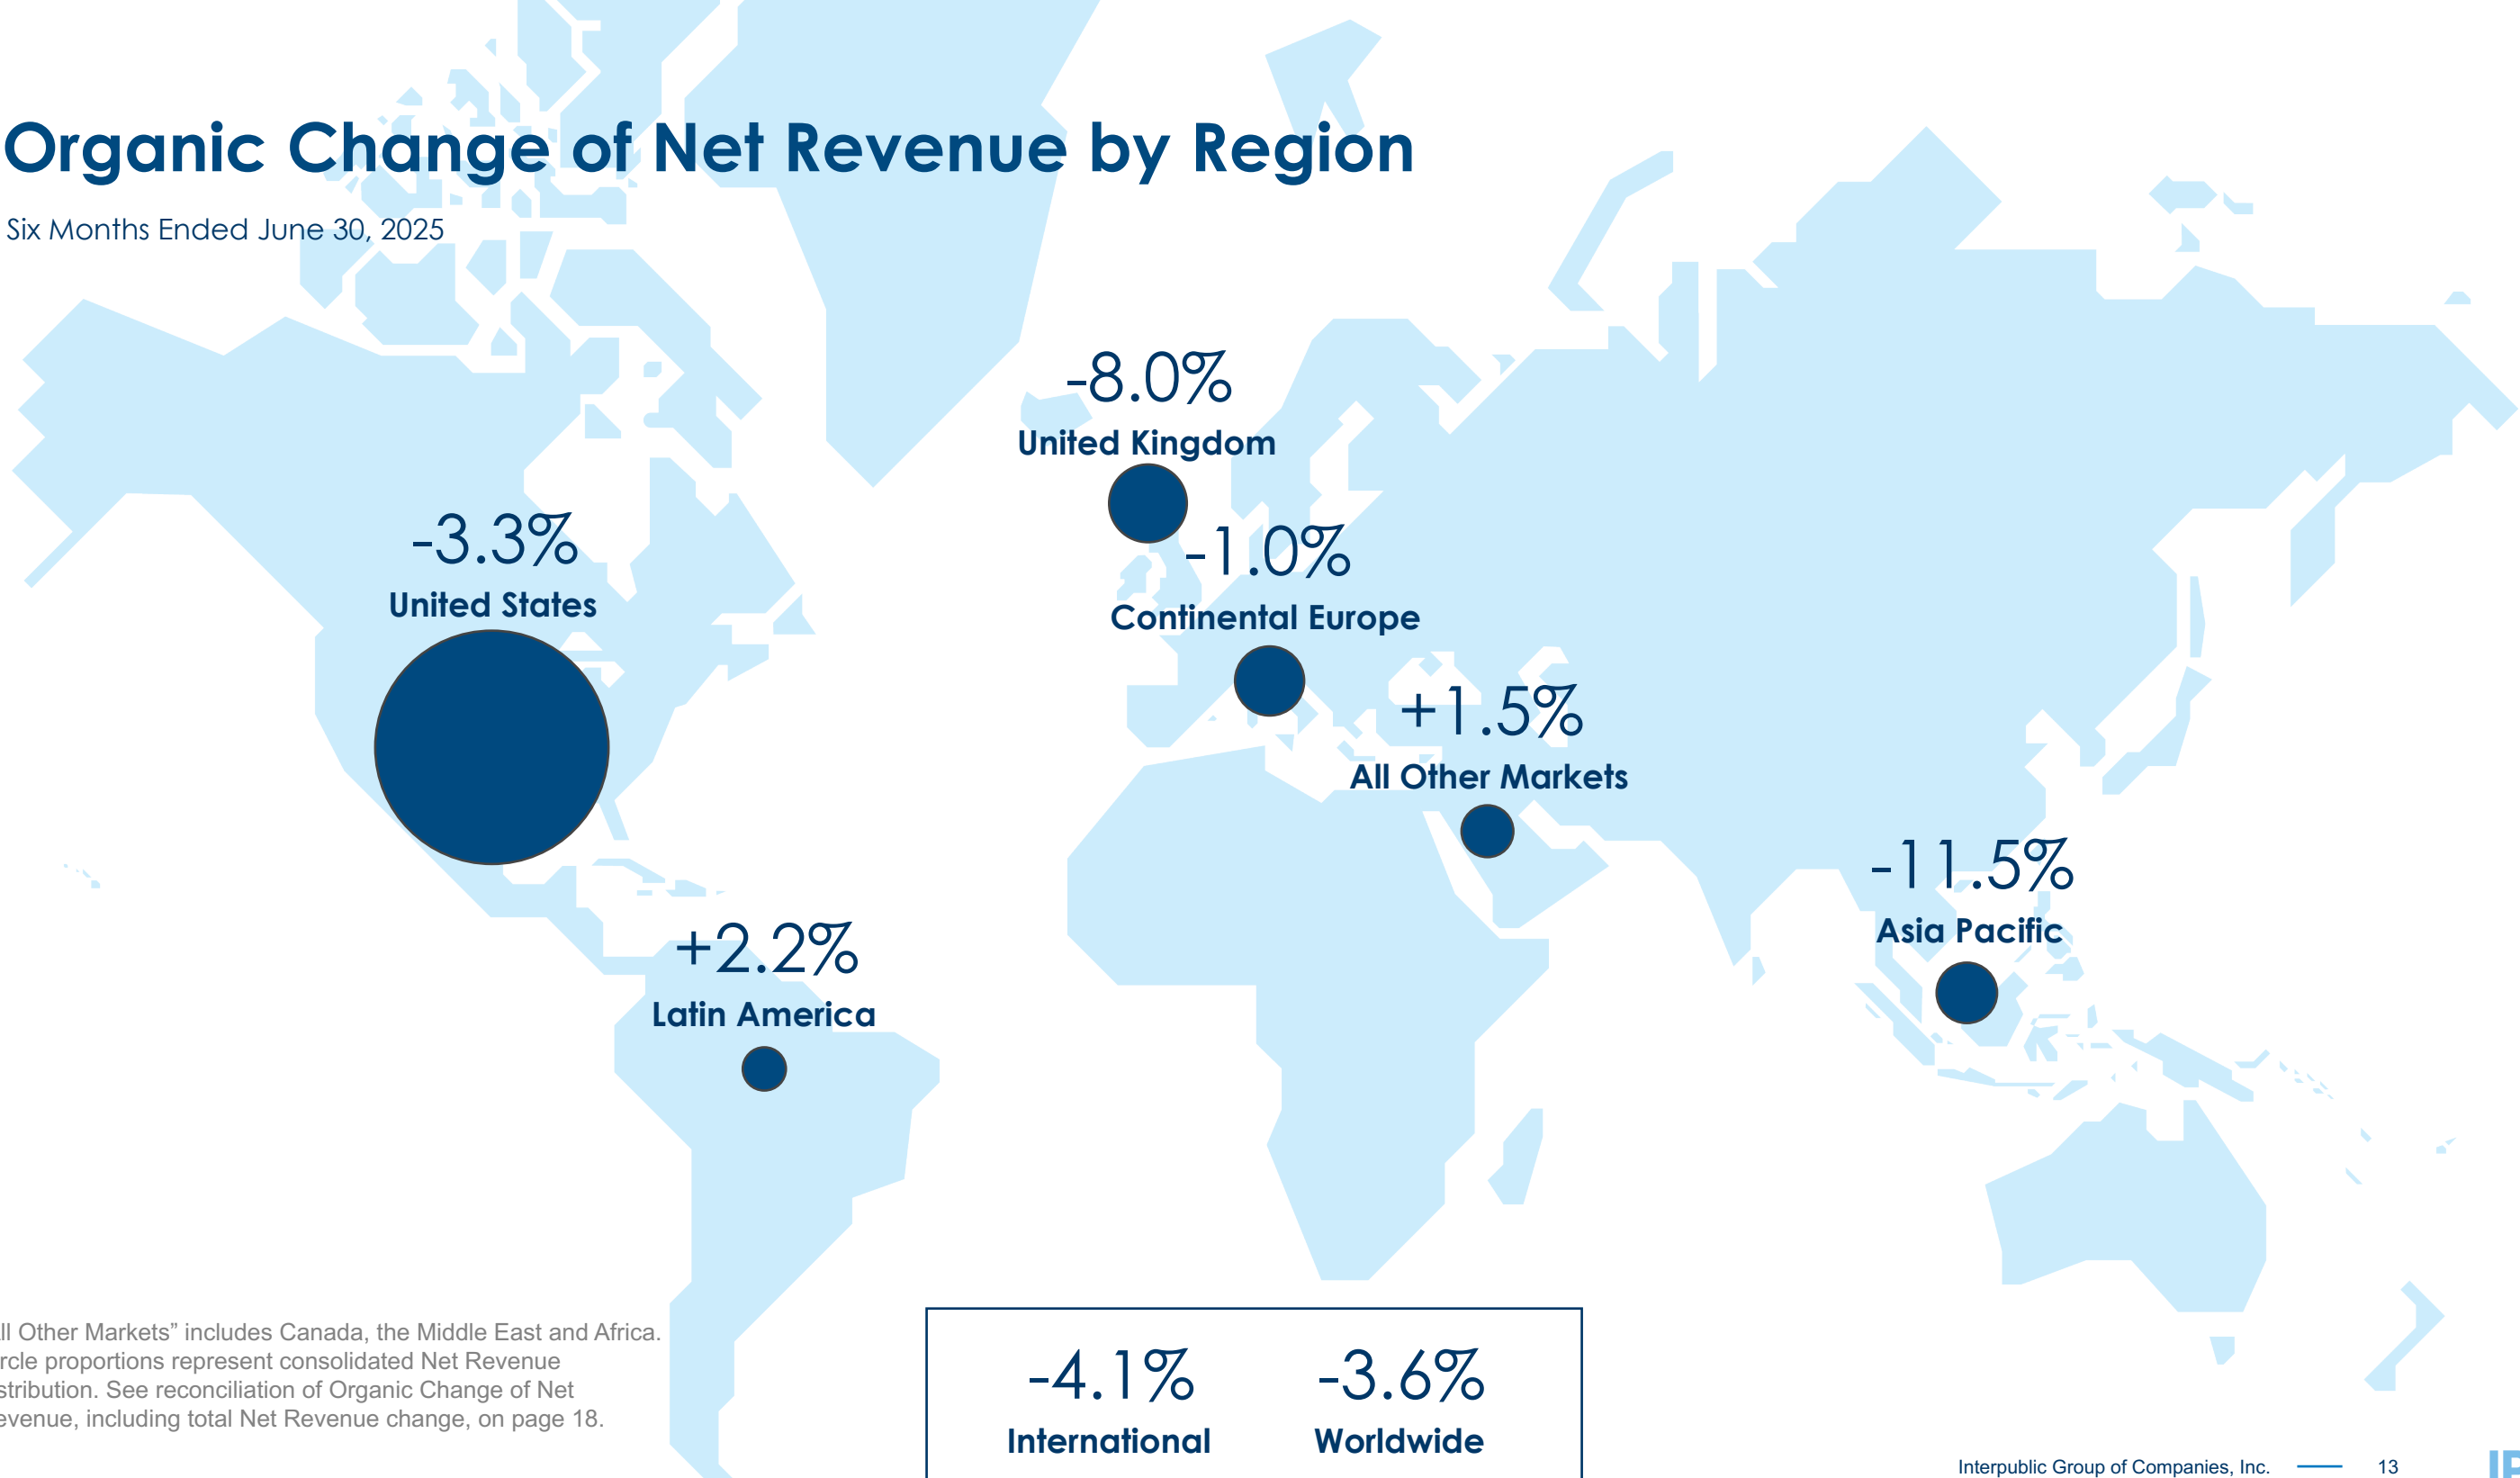 Organic Change of Net Revenue by Region
Six Months Ended June 30, 2025
-8.0%
United Kingdom
-3.3%
United States
-1.0%
Continental Europe
+1.5%
All Other Markets
-11.5%
Asia Pacific
+2.2%
Latin America
Other Markets” includes Canada, the Middle East and Africa.
proportions represent consolidated Net Revenue
See reconciliation of Organic Change of Net
including total Net Revenue change, on page 18.
-4.1%
International
-3.6%
Worldwide
Interpublic Group of Companies, Inc.
13